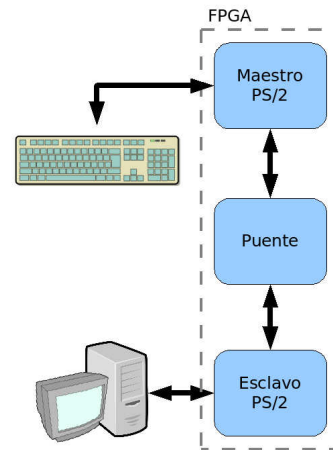 FPGA
Maestro
PS/2
Puente
Esclavo
PS/2